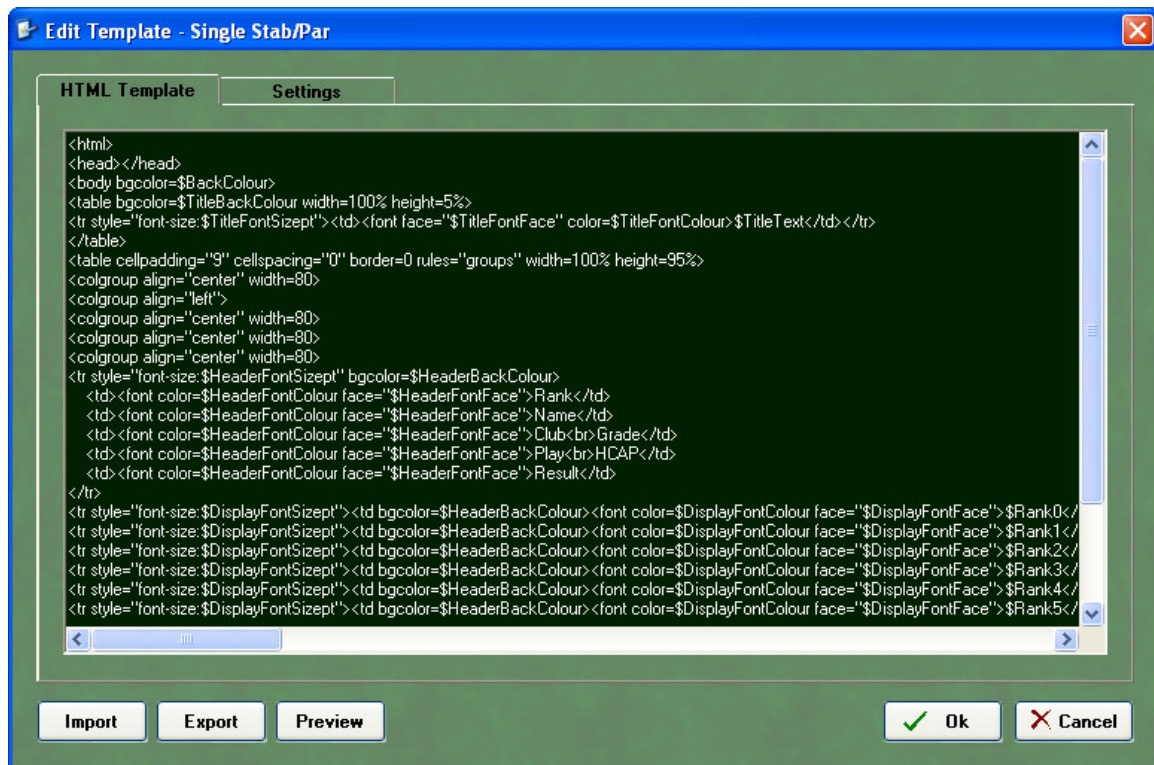 Edit Template - Single Stab/Par
HTML Template
Settings
<html>
<head></head>
<body bgcolor=$BackColour>
<table bgcolor=$TitleBackColour width=100% height=5%>
<tr style="font-size:$TitleFontSizept"><td><font face="$TitleFontFace" color=$TitleFontColour>$TitleText</td></tr>
</table>
<table cellpadding="9" cellspacing="0" border=0 rules="groups" width=100% height=95%>
<colgroup align="center" width=80>
<colgroup align="left">
<colgroup align="center" width=80>
<colgroup align="center" width=80>
<colgroup align="center" width=80>
<tr style="font-size:$HeaderFontSizept" bgcolor=$HeaderBackColour>
<td><font color=$HeaderFontColour face="$HeaderFontFace">Rank</td>
<td><font color=$HeaderFontColour face="$HeaderFontFace">Name</td>
<td><font color=$HeaderFontColour face="$HeaderFontFace">Club<br>Grade</td>
<td><font color=$HeaderFontColour face="$HeaderFontFace">Play<br>HCAP</td>
<td><font color=$HeaderFontColour face="$HeaderFontFace">Result</td>
</tr>
<tr style="font-size:$DisplayFontSizept"><td bgcolor=$HeaderBackColour><font color=$DisplayFontColour face="$DisplayFontFace">$Rank0</
<tr style="font-size:$DisplayFontSizept"><td bgcolor=$HeaderBackColour><font color=$DisplayFontColour face="$DisplayFontFace">$Rank1</
<tr style="font-size:$DisplayFontSizept"><td bgcolor=$HeaderBackColour><font color=$DisplayFontColour face="$DisplayFontFace">$Rank2</
<tr style="font-size:$DisplayFontSizept"><td bgcolor=$HeaderBackColour><font color=$DisplayFontColour face="$DisplayFontFace">$Rank3</
<tr style="font-size:$DisplayFontSizept"><td bgcolor=$HeaderBackColour><font color=$DisplayFontColour face="$DisplayFontFace">$Rank4</
<tr style="font-size:$DisplayFontSizept"><td bgcolor=$HeaderBackColour><font color=$DisplayFontColour face="$DisplayFontFace">$Rank5</
Import
Export
Preview
Ok
Cancel